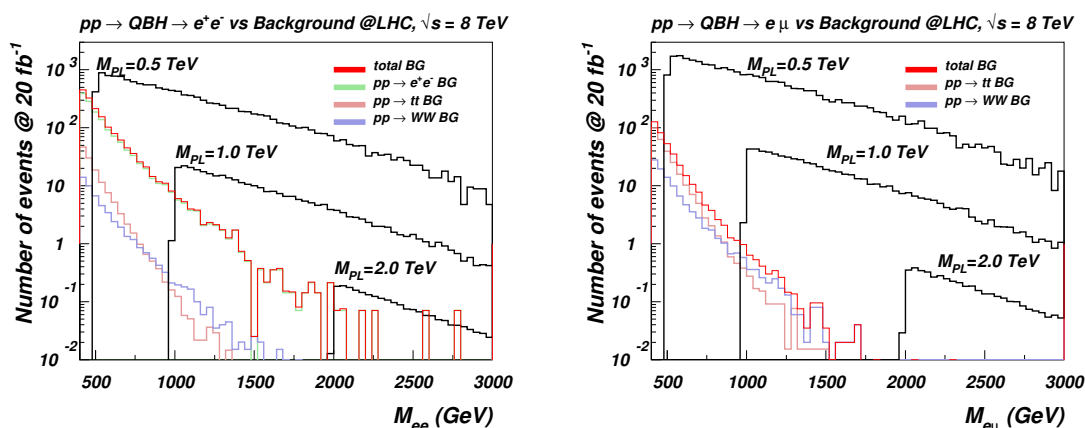 pp → QBH → e⁺e⁻ vs Background @LHC, √s = 8 TeV
Number of events @ 20 fb⁻¹
10³
10²
10
1
10⁻¹
10⁻²
M_PL=0.5 TeV
total BG
pp → e⁺e⁻ BG
pp → tt BG
pp → WW BG
M_PL=1.0 TeV
M_PL=2.0 TeV
500 1000 1500 2000 2500 3000
M_ee (GeV)
pp → QBH → e μ vs Background @LHC, √s = 8 TeV
Number of events @ 20 fb⁻¹
10³
10²
10
1
10⁻¹
10⁻²
M_PL=0.5 TeV
total BG
pp → tt BG
pp → WW BG
M_PL=1.0 TeV
M_PL=2.0 TeV
500 1000 1500 2000 2500 3000
M_eμ (GeV)